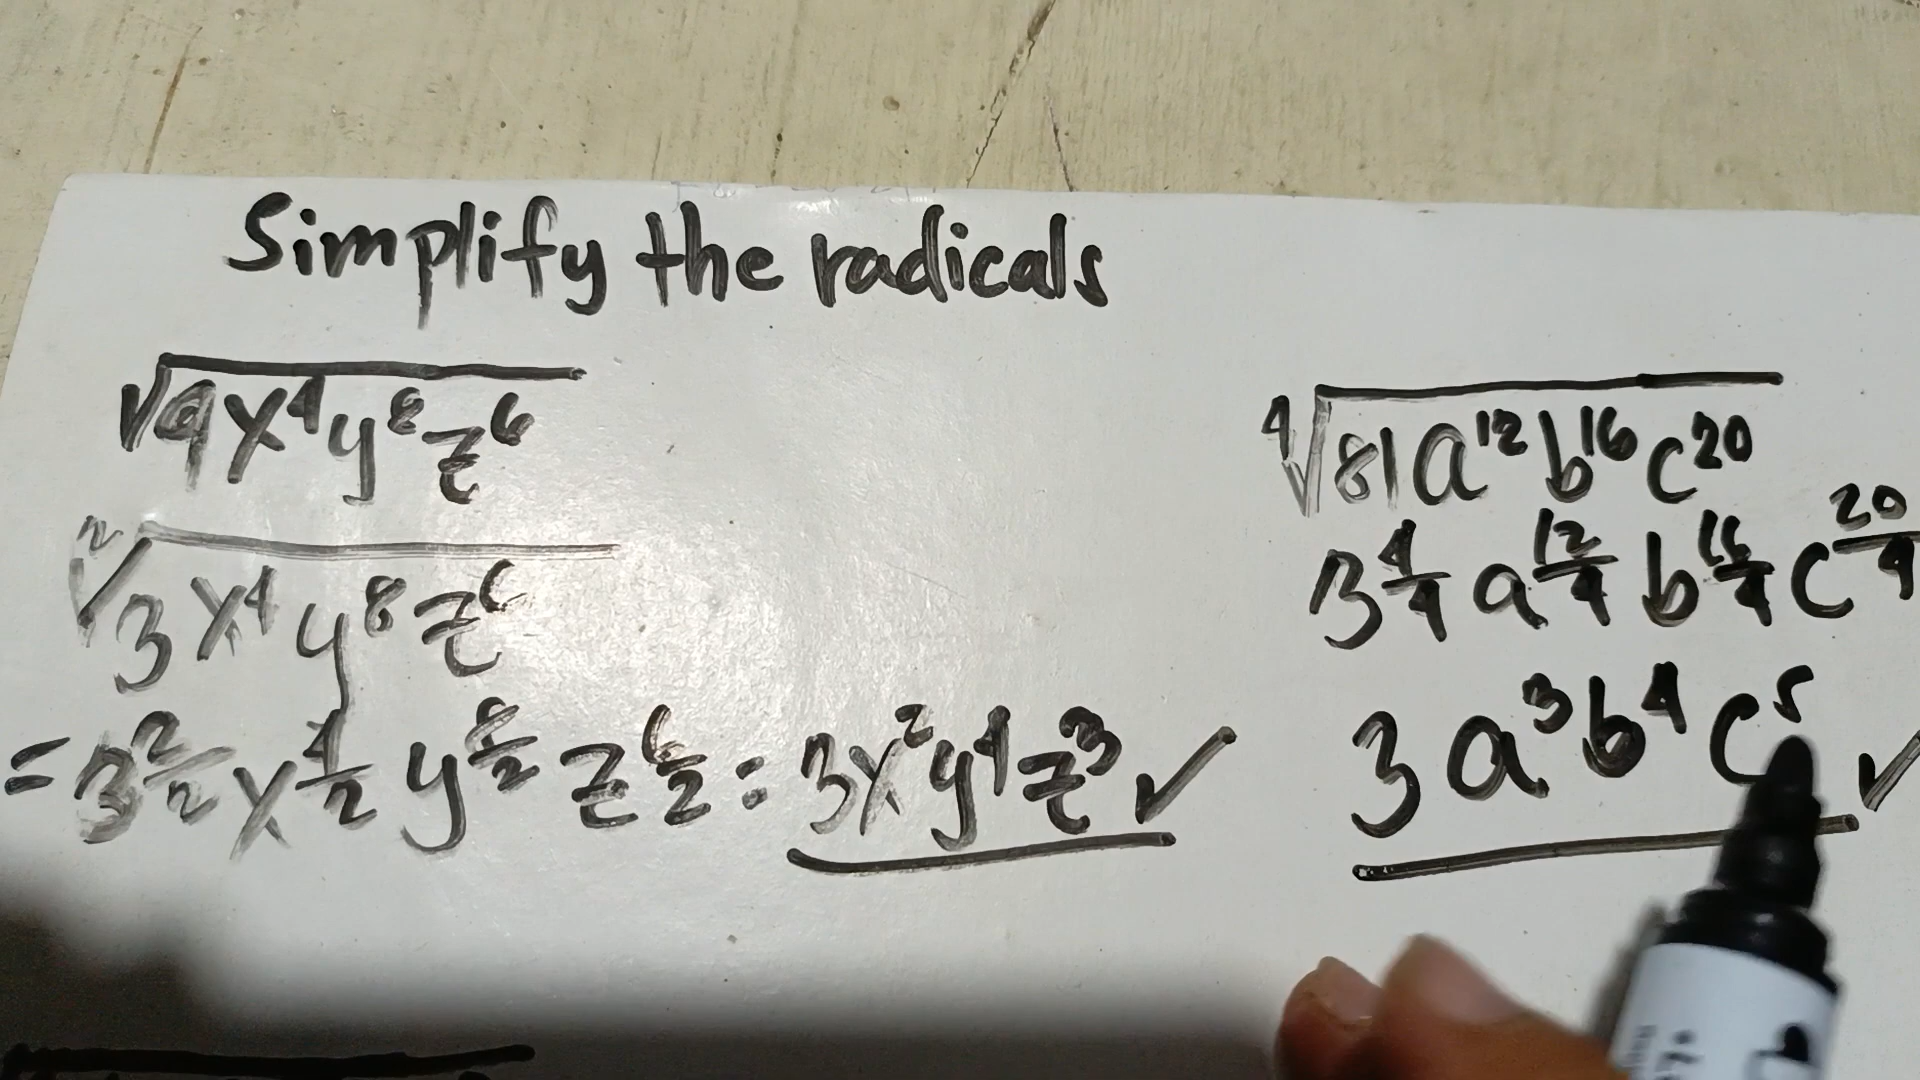 Simplify the radicals
√9x⁴y⁸z⁶
²√3x⁴y⁸z⁶
= 3^(2/2) x^(4/2) y^(8/2) z^(6/2) = 3x²y⁴z³ ✓
⁴√81a¹²b¹⁶c²⁰
3^(4/4) a^(12/4) b^(16/4) c^(20/4)
3a³b⁴c⁵ ✓